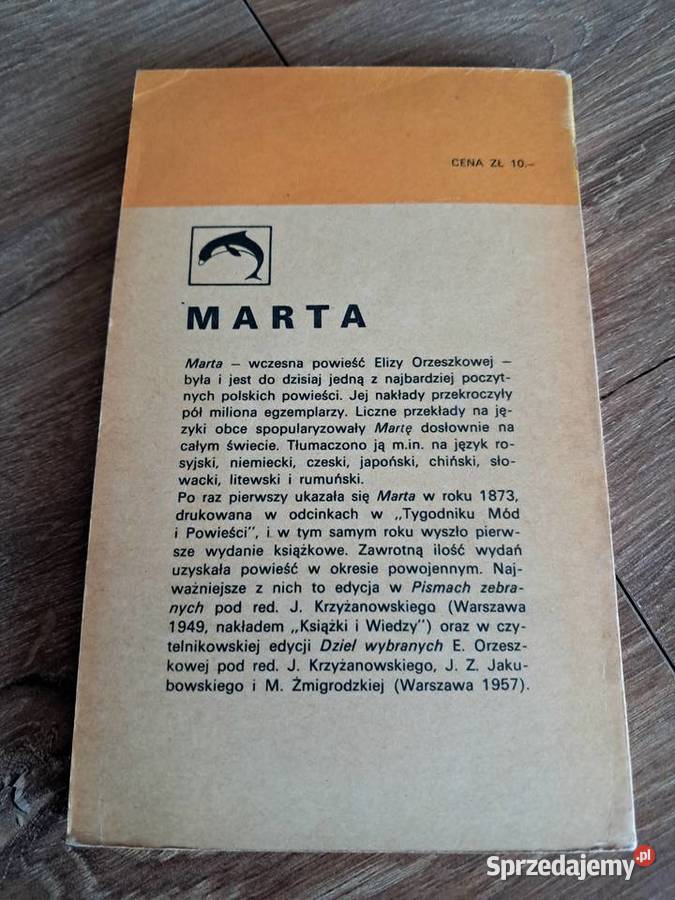 CENA ZŁ 10.–
MARTA
Marta – wczesna powieść Elizy Orzeszkowej –
była i jest do dzisiaj jedną z najbardziej poczyt-
nych polskich powieści. Jej nakłady przekroczyły
pół miliona egzemplarzy. Liczne przekłady na ję-
zyki obce spopularyzowały Martę dosłownie na
całym świecie. Tłumaczono ją m.in. na język ro-
syjski, niemiecki, czeski, japoński, chiński, sło-
wacki, litewski i rumuński.
Po raz pierwszy ukazała się Marta w roku 1873,
drukowana w odcinkach w „Tygodniku Mód
i Powieści”, i w tym samym roku wyszło pierw-
sze wydanie książkowe. Zawrotną ilość wydań
uzyskała powieść w okresie powojennym. Naj-
ważniejsze z nich to edycja w Pismach zebra-
nych pod red. J. Krzyżanowskiego (Warszawa
1949, nakładem „Książki i Wiedzy”) oraz w czy-
telnikowskiej edycji Dzieł wybranych E. Orzesz-
kowej pod red. J. Krzyżanowskiego, J. Z. Jaku-
bowskiego i M. Żmigrodzkiej (Warszawa 1957).
Sprzedajemy.pl